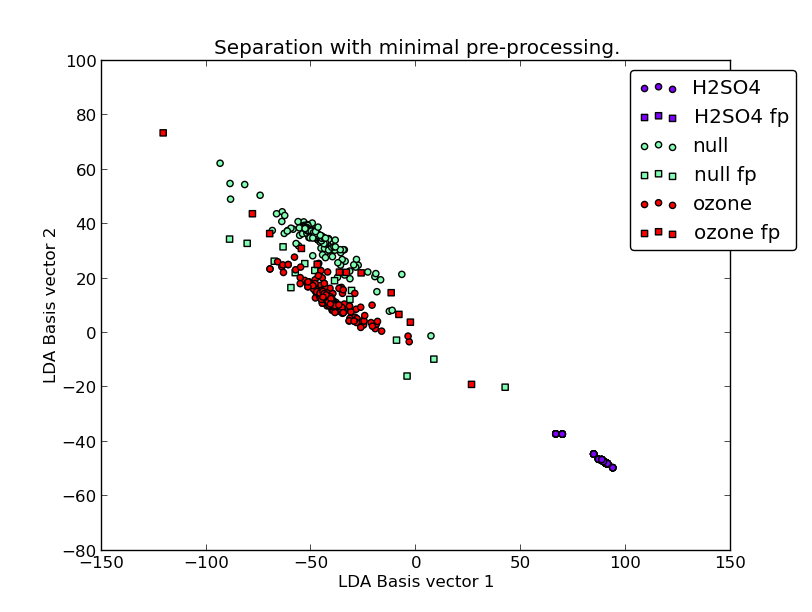 Separation with minimal pre-processing.
100
80
60
40
20
0
−20
−40
−60
−80
LDA Basis vector 2
−150
−100
−50
0
50
100
150
LDA Basis vector 1
H2SO4
H2SO4 fp
null
null fp
ozone
ozone fp